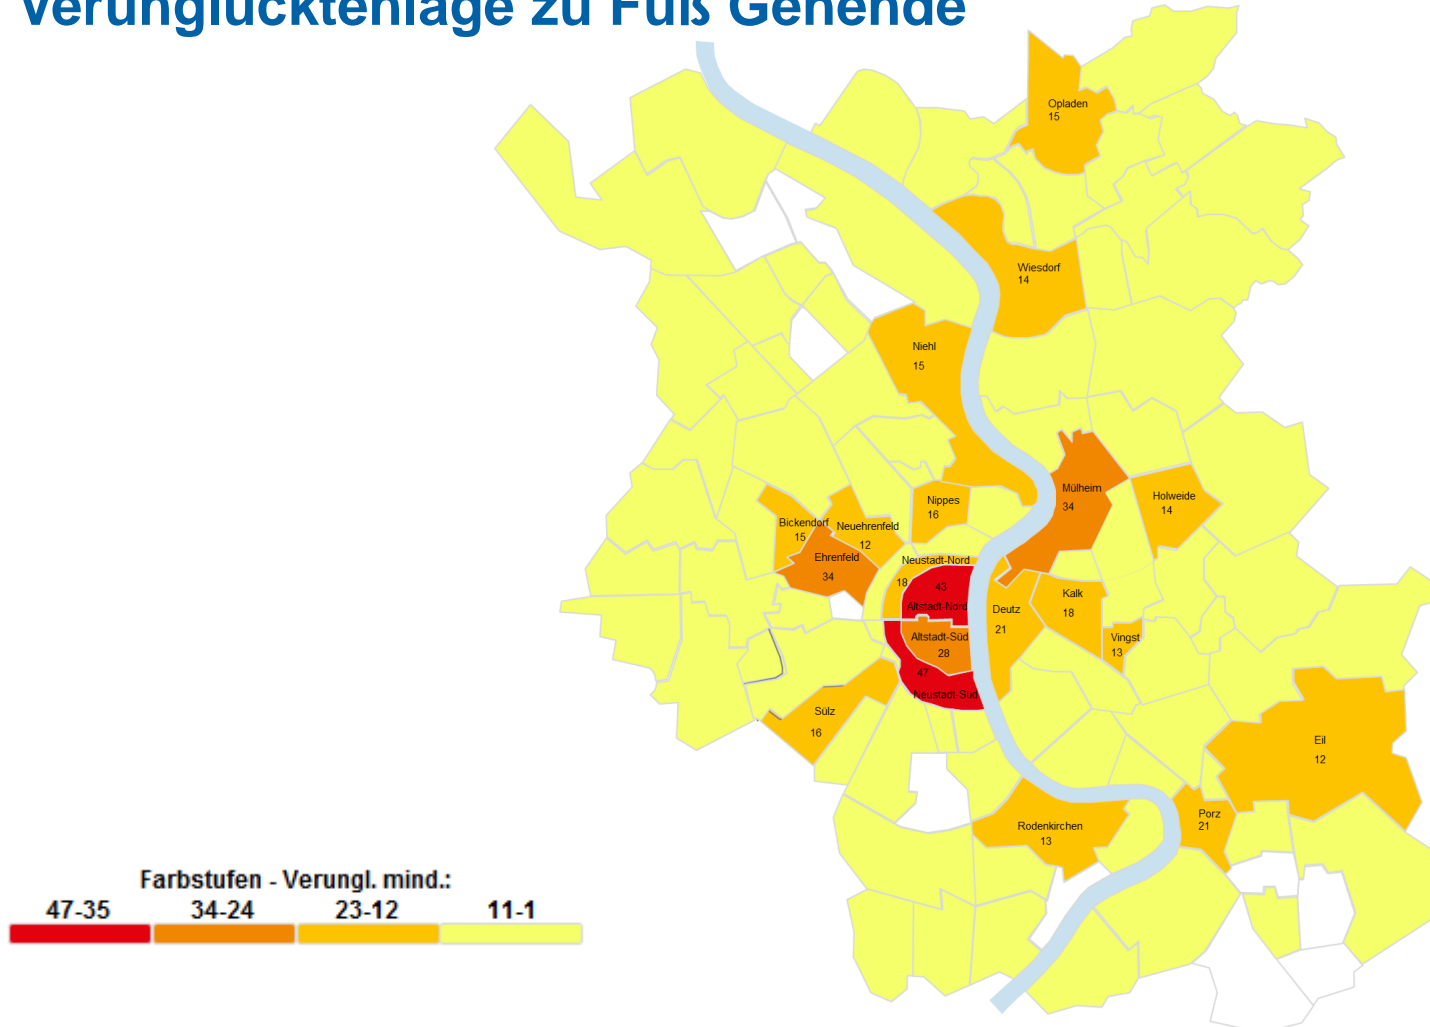 Verunglücktenlage zu Fuß Gehende
Opladen
15
Wiesdorf
14
Niehl
15
Mülheim
34
Holweide
14
Nippes
16
Bickendorf
15
Neuehrenfeld
12
Ehrenfeld
34
Neustadt-Nord
18
43
Altstadt-Nord
Deutz
21
Kalk
18
Vingst
13
Altstadt-Süd
28
47
Neustadt-Süd
Sülz
16
Eil
12
Rodenkirchen
13
Porz
21
Farbstufen - Verungl. mind.:
47-35 34-24 23-12 11-1